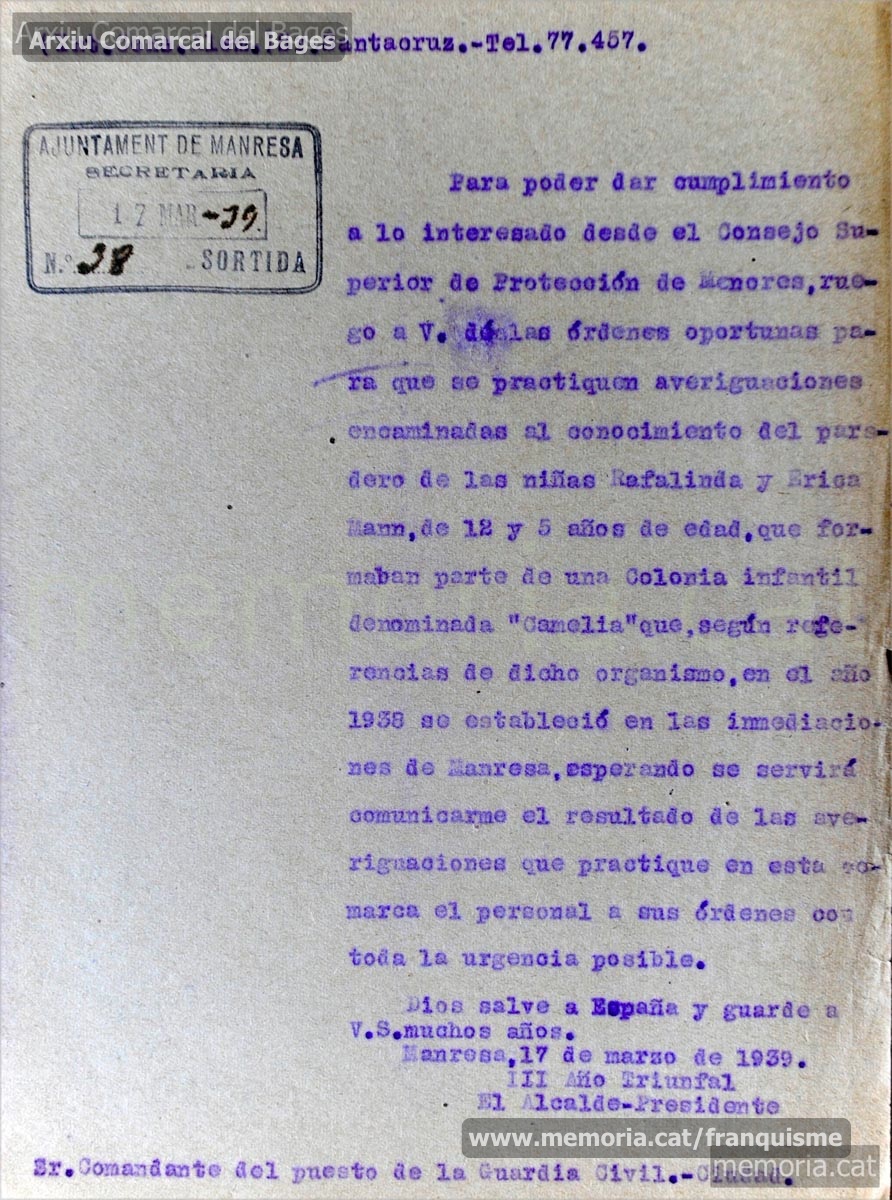 Arxiu Comarcal del Bages
antacruz.-Tel.77.457.
AJUNTAMENT DE MANRESA
SECRETARIA
17 MAR -39.
N.º 38 - SORTIDA
Para poder dar cumplimiento
a lo interesado desde el Consejo Su-
perior de Protección de Menores,rue-
go a V. dé las órdenes oportunas pa-
ra que se practiquen averiguaciones
encaminadas al conocimiento del para-
dero de las niñas Rafalinda y Erica
Mann,de 12 y 5 años de edad,que for-
maban parte de una Colonia infantil
denominada "Camelia"que,según refe-
rencias de dicho organismo,en el año
1938 se estableció en las inmediacio-
nes de Manresa,esperando se servirá
comunicarme el resultado de las ave-
riguaciones que practique en esta co-
marca el personal a sus órdenes con
toda la urgencia posible.
Dios salve a España y guarde a
V.S.muchos años.
Manresa,17 de marzo de 1939.
III Año Triunfal
El Alcalde-Presidente
www.memoria.cat/franquisme
memoria.cat
Sr.Comandante del puesto de la Guardia Civil.-Ciudad.